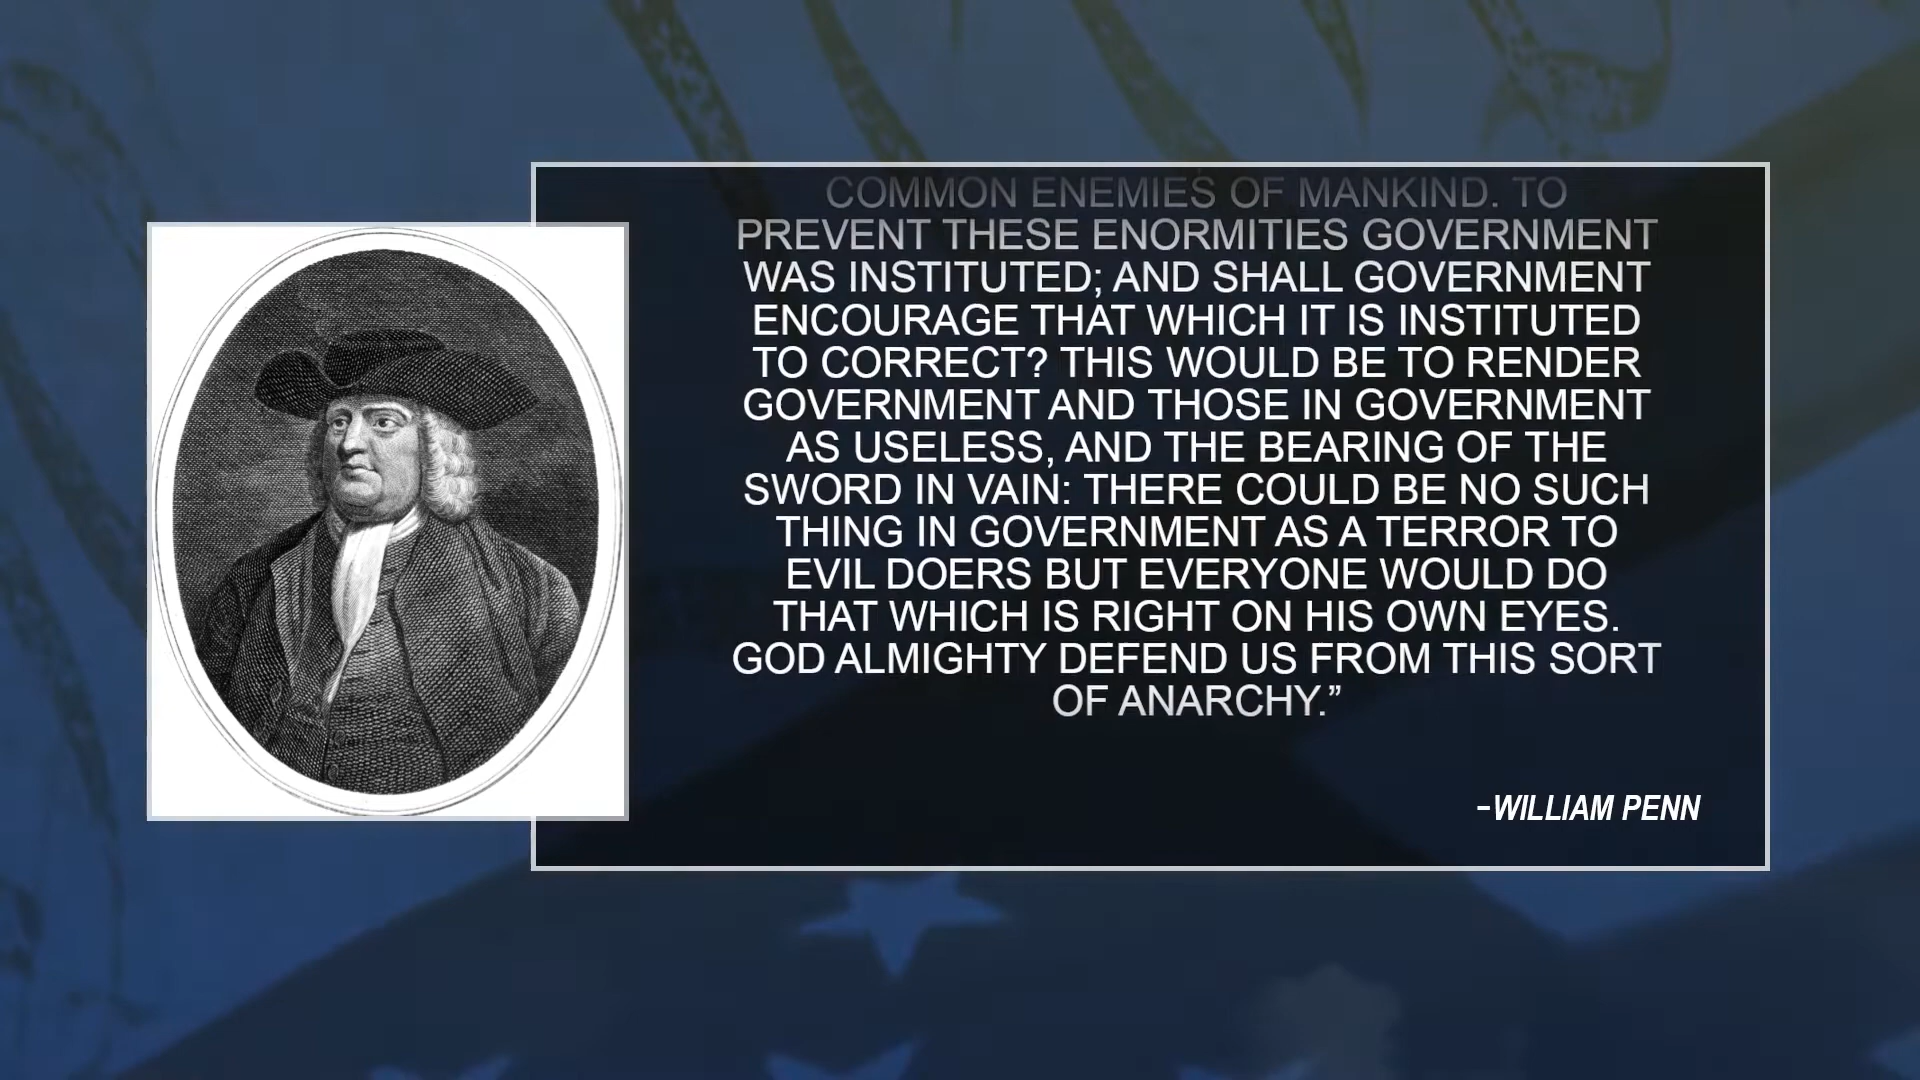 COMMON ENEMIES OF MANKIND. TO
PREVENT THESE ENORMITIES GOVERNMENT
WAS INSTITUTED; AND SHALL GOVERNMENT
ENCOURAGE THAT WHICH IT IS INSTITUTED
TO CORRECT? THIS WOULD BE TO RENDER
GOVERNMENT AND THOSE IN GOVERNMENT
AS USELESS, AND THE BEARING OF THE
SWORD IN VAIN: THERE COULD BE NO SUCH
THING IN GOVERNMENT AS A TERROR TO
EVIL DOERS BUT EVERYONE WOULD DO
THAT WHICH IS RIGHT ON HIS OWN EYES.
GOD ALMIGHTY DEFEND US FROM THIS SORT
OF ANARCHY.”
-WILLIAM PENN